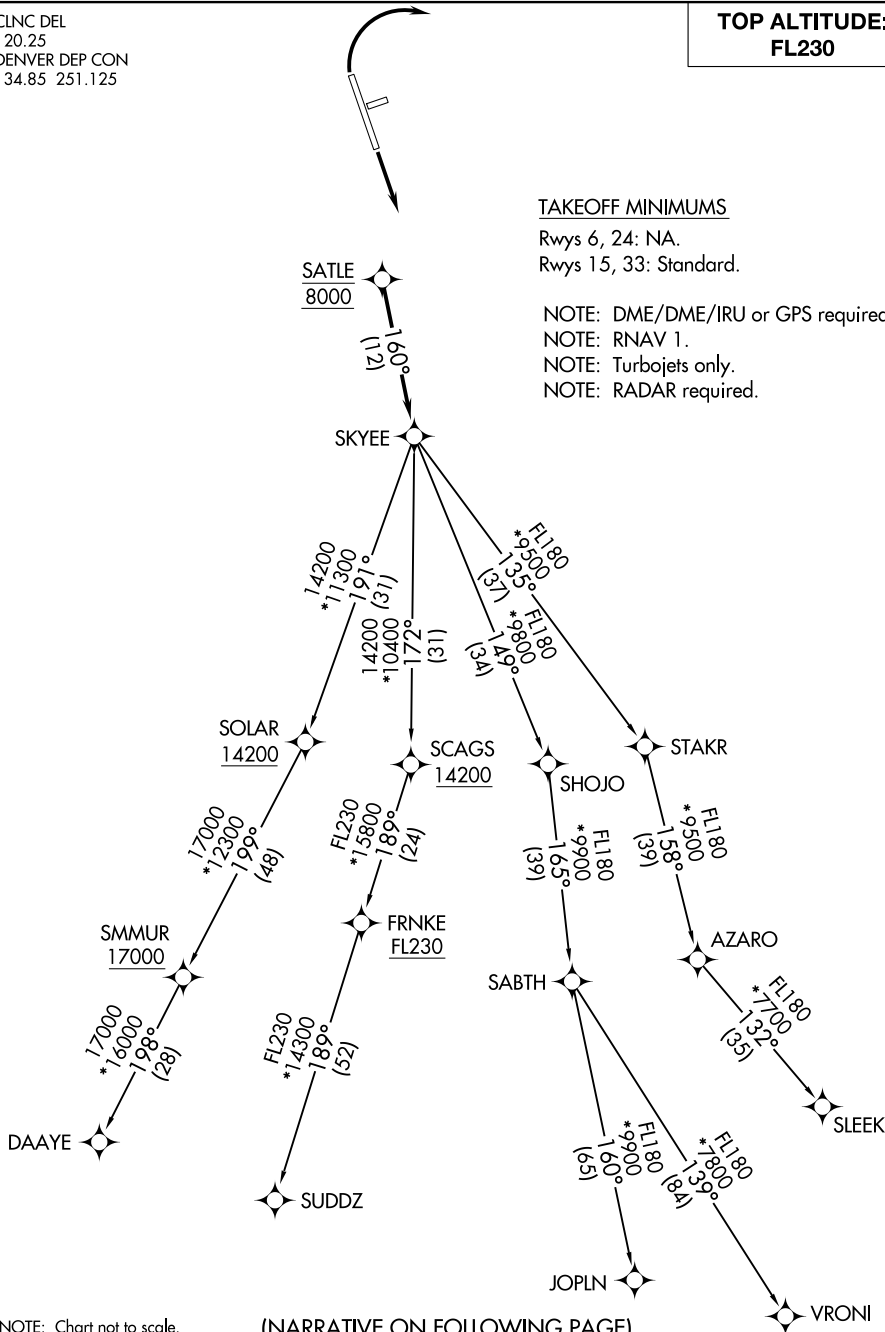 CLNC DEL
20.25
DENVER DEP CON
34.85 251.125
TOP ALTITUDE:
FL230
TAKEOFF MINIMUMS
Rwys 6, 24: NA.
Rwys 15, 33: Standard.
NOTE: DME/DME/IRU or GPS required
NOTE: RNAV 1.
NOTE: Turbojets only.
NOTE: RADAR required.
SATLE
8000
160°
(12)
SKYEE
14200
*11300
191°
(31)
14200
*10400
172°
(31)
FL180
*9800
149°
(34)
FL180
*9500
135°
(37)
SOLAR
14200
SCAGS
14200
SHOJO
STAKR
17000
*12300
199°
(48)
FL230
*15800
189°
(24)
FL180
*9900
165°
(39)
FL180
*9500
158°
(39)
SMMUR
17000
FRNKE
FL230
SABTH
AZARO
17000
*16000
198°
(28)
FL230
*14300
189°
(52)
FL180
*9900
160°
(65)
FL180
*7800
139°
(84)
FL180
*7700
132°
(35)
DAAYE
SUDDZ
JOPLN
VRONI
SLEEK
NOTE: Chart not to scale.
(NARRATIVE ON FOLLOWING PAGE)